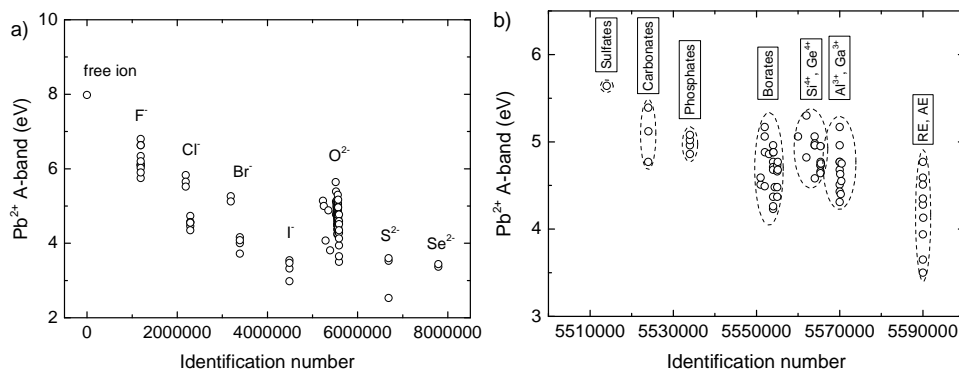 a)
10
8
6
4
2
Pb²⁺ A-band (eV)
free ion
F⁻
Cl⁻
Br⁻
I⁻
O²⁻
S²⁻
Se²⁻
0 2000000 4000000 6000000 8000000
Identification number
b)
6
5
4
3
Pb²⁺ A-band (eV)
Sulfates
Carbonates
Phosphates
Borates
Si⁴⁺, Ge⁴⁺
Al³⁺, Ga³⁺
RE, AE
5510000 5530000 5550000 5570000 5590000
Identification number